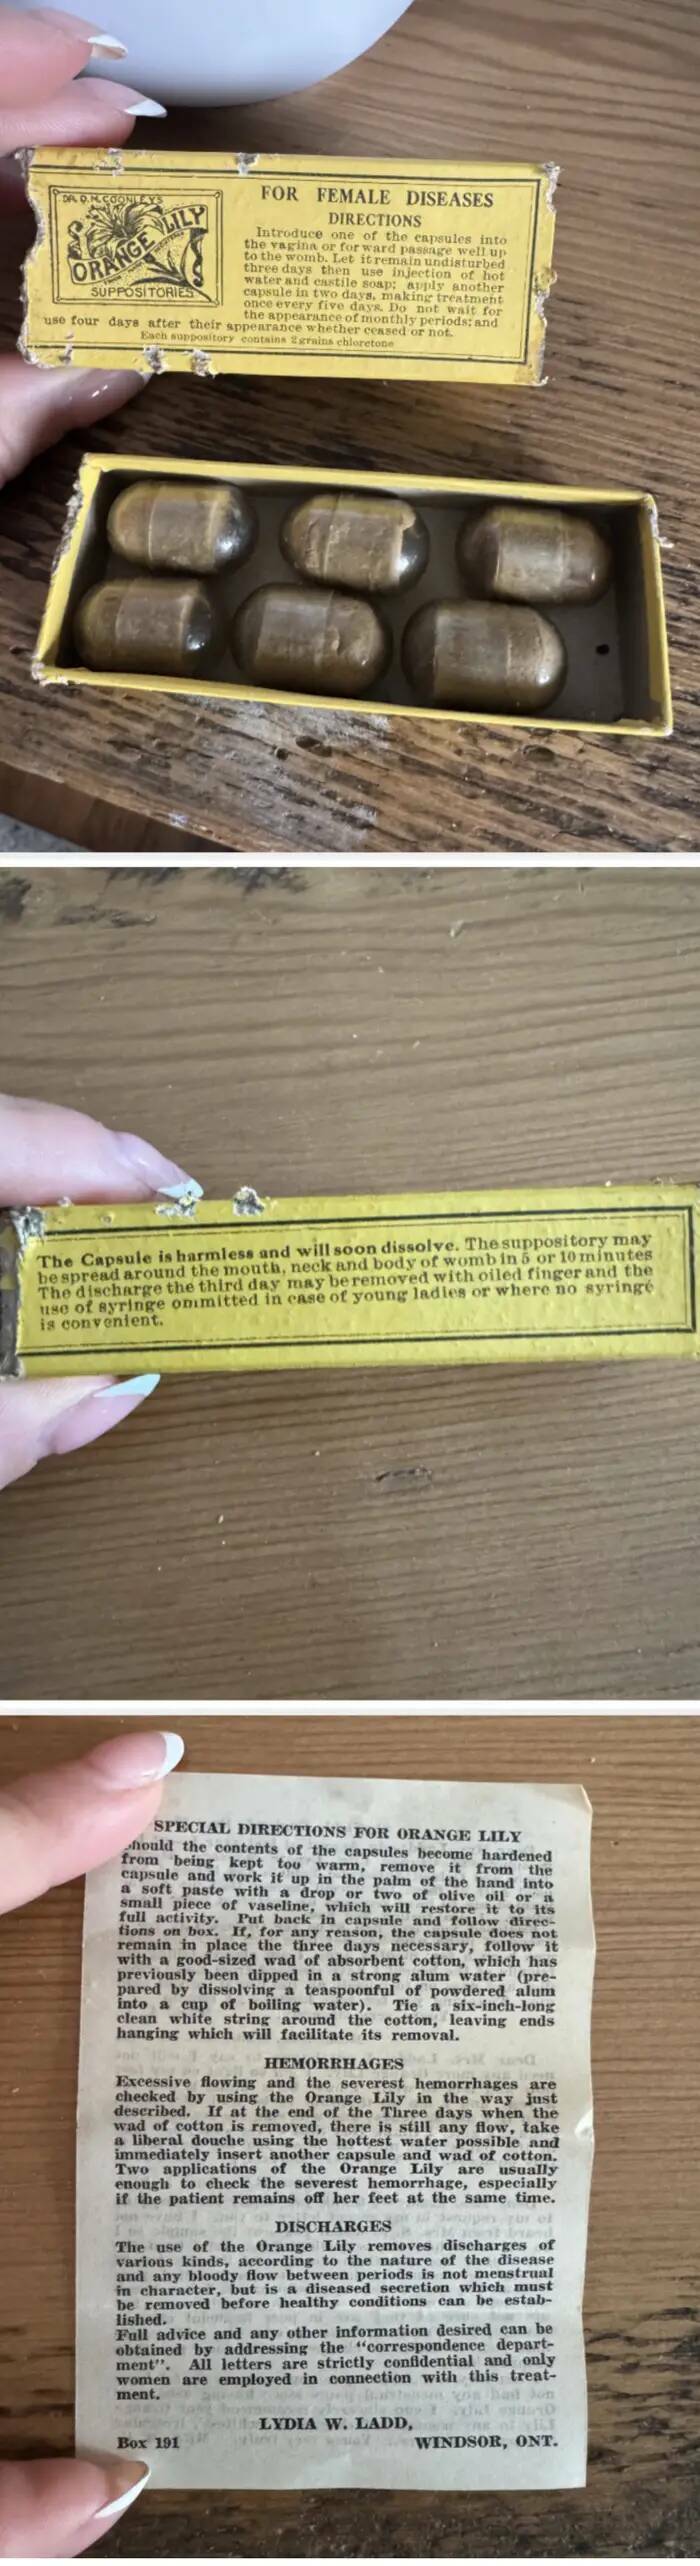 DR. O. N. COONLEY'S
ORANGE LILY
SUPPOSITORIES
FOR FEMALE DISEASES
DIRECTIONS
Introduce one of the capsules into
the vagina or forward passage well up
to the womb. Let it remain undisturbed
three days then use injection of hot
water and castile soap; apply another
capsule in two days, making treatment
once every five days. Do not wait for
the appearance of monthly periods; and
use four days after their appearance whether ceased or not.
Each suppository contains 2 grains chloretone
The Capsule is harmless and will soon dissolve. The suppository may
be spread around the mouth, neck and body of womb in 5 or 10 minutes
The discharge the third day may be removed with oiled finger and the
use of syringe ommitted in case of young ladies or where no syringe
is convenient.
SPECIAL DIRECTIONS FOR ORANGE LILY
Should the contents of the capsules become hardened
from being kept too warm, remove it from the
capsule and work it up in the palm of the hand into
a soft paste with a drop or two of olive oil or a
small piece of vaseline, which will restore it to its
full activity. Put back in capsule and follow direc-
tions on box. If, for any reason, the capsule does not
remain in place the three days necessary, follow it
with a good-sized wad of absorbent cotton, which has
previously been dipped in a strong alum water (pre-
pared by dissolving a teaspoonful of powdered alum
into a cup of boiling water). Tie a six-inch-long
clean white string around the cotton, leaving ends
hanging which will facilitate its removal.
HEMORRHAGES
Excessive flowing and the severest hemorrhages are
checked by using the Orange Lily in the way just
described. If at the end of the Three days when the
wad of cotton is removed, there is still any flow, take
a liberal douche using the hottest water possible and
immediately insert another capsule and wad of cotton.
Two applications of the Orange Lily are usually
enough to check the severest hemorrhage, especially
if the patient remains off her feet at the same time.
DISCHARGES
The use of the Orange Lily removes discharges of
various kinds, according to the nature of the disease
and any bloody flow between periods is not menstrual
in character, but is a diseased secretion which must
be removed before healthy conditions can be estab-
lished.
Full advice and any other information desired can be
obtained by addressing the "correspondence depart-
ment". All letters are strictly confidential and only
women are employed in connection with this treat-
ment.
LYDIA W. LADD,
Box 191 WINDSOR, ONT.